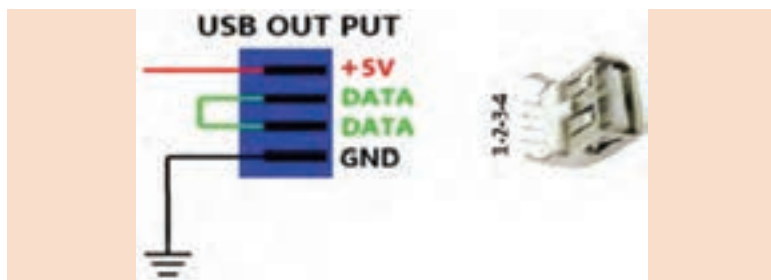 USB OUT PUT
+5V
DATA
DATA
GND
1-2-3-4